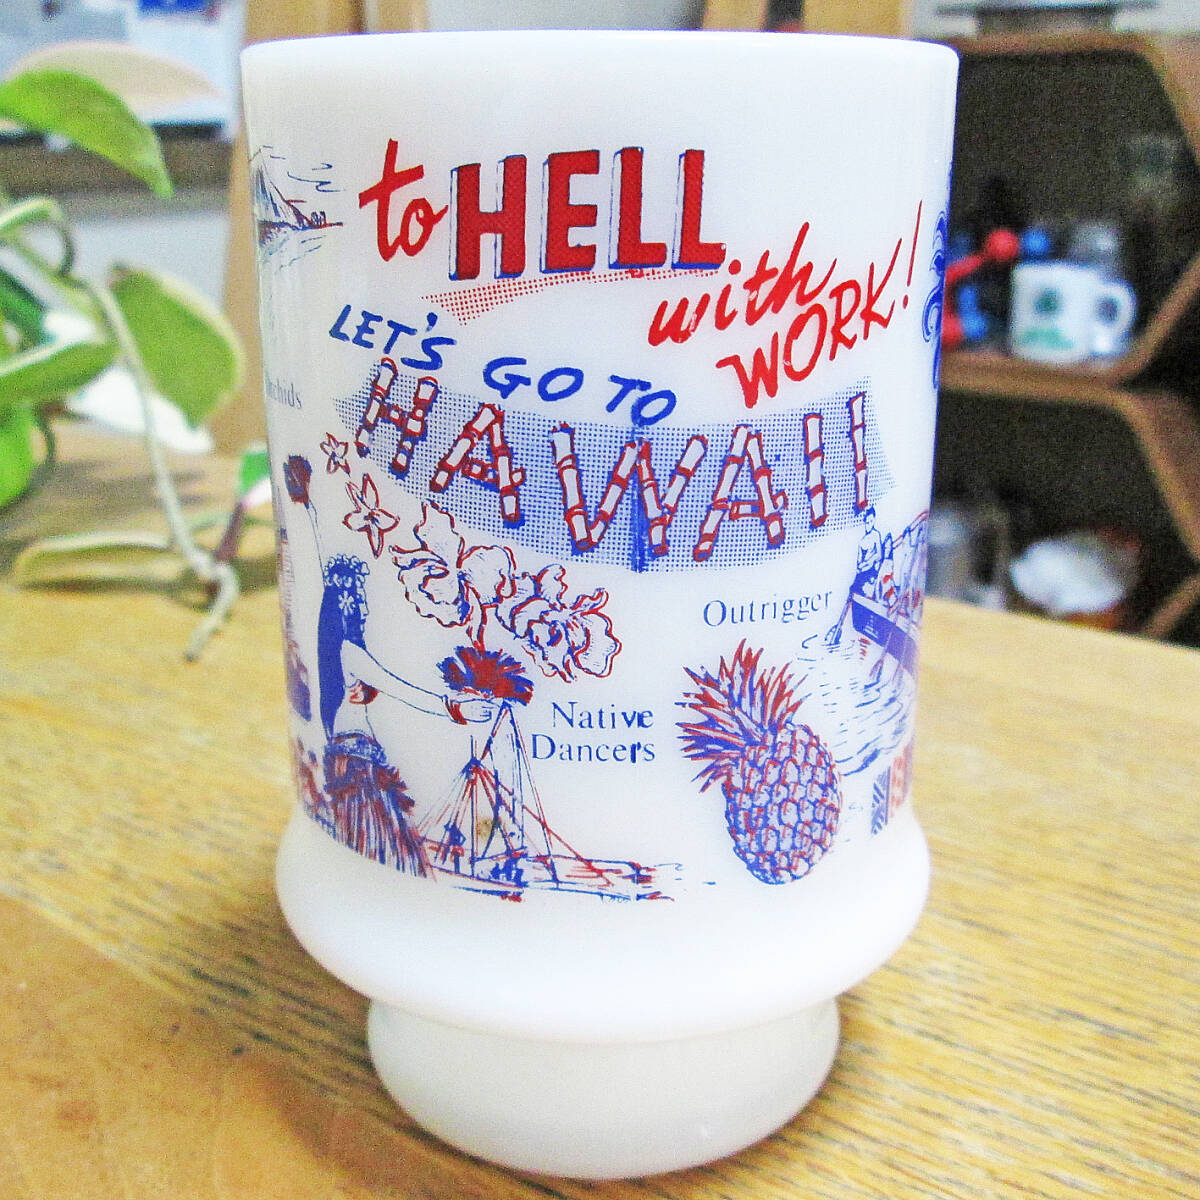 to HELL
with
WORK!
LET'S GO TO
HAWAII
Outrigger
Native
Dancers